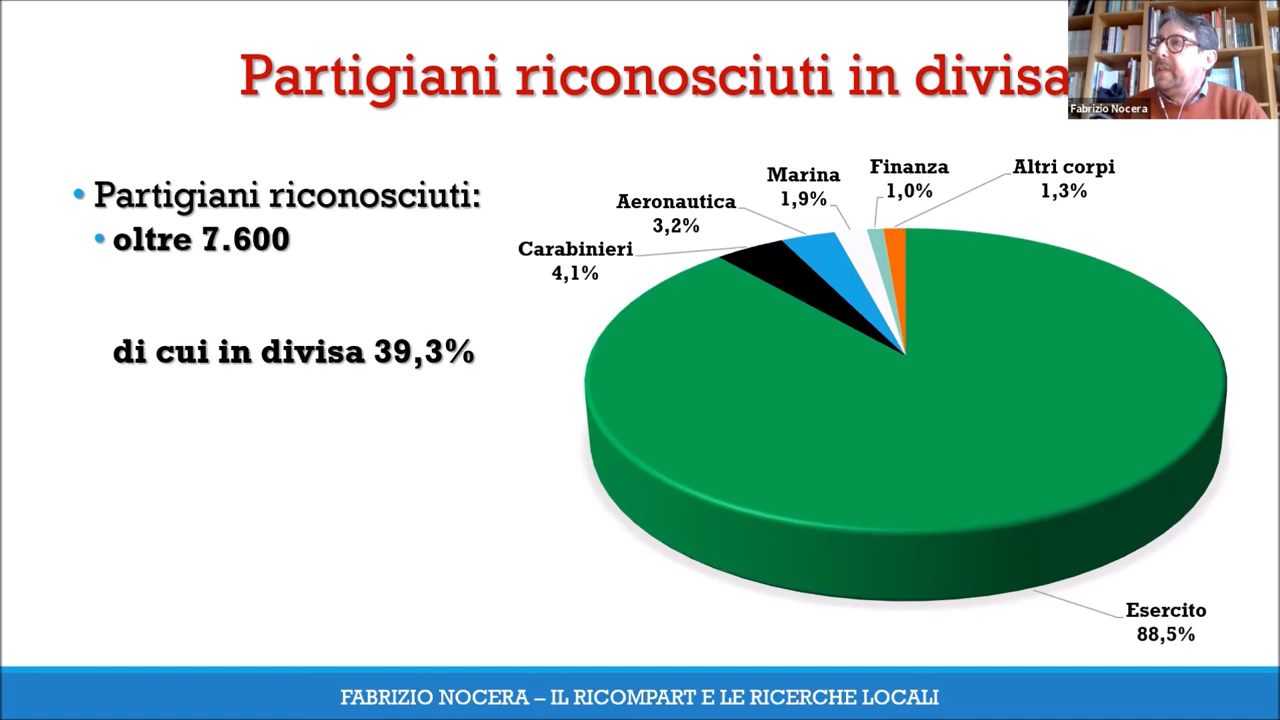 Partigiani riconosciuti in divisa
Fabrizio Nocera
• Partigiani riconosciuti:
• oltre 7.600
di cui in divisa 39,3%
Carabinieri
4,1%
Aeronautica
3,2%
Marina
1,9%
Finanza
1,0%
Altri corpi
1,3%
Esercito
88,5%
FABRIZIO NOCERA – IL RICOMPART E LE RICERCHE LOCALI